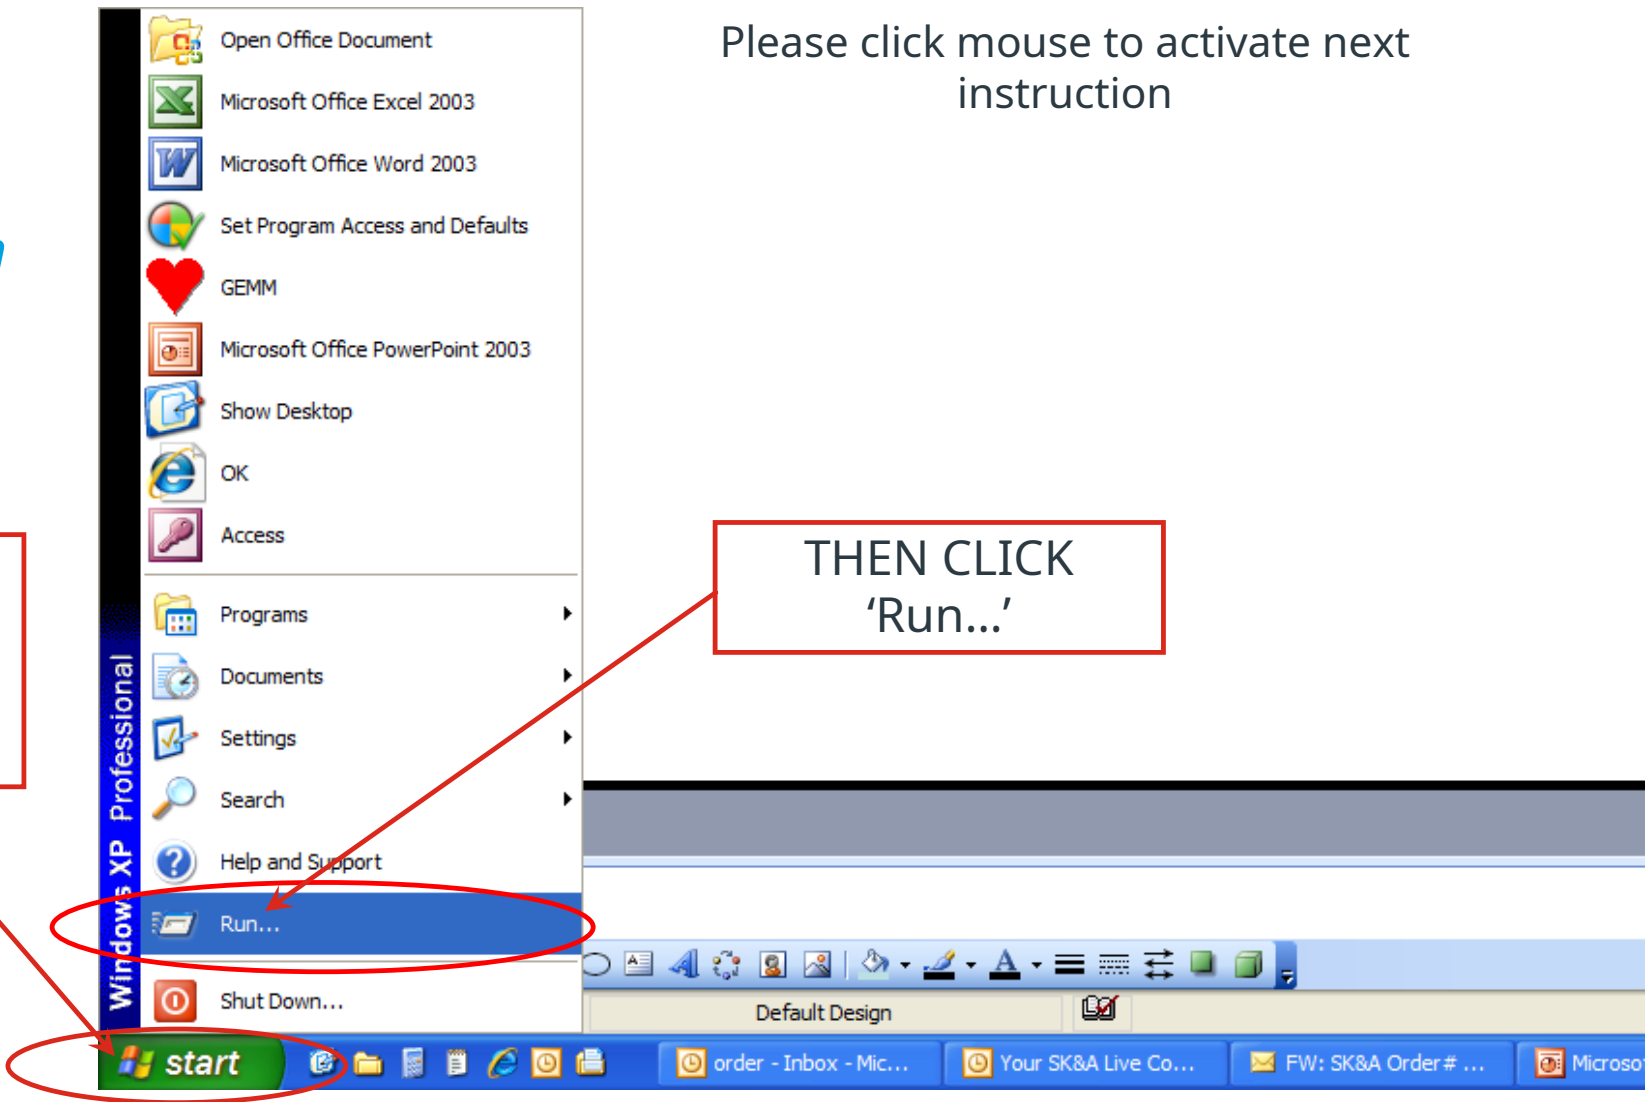 Please click mouse to activate next
instruction
Open Office Document
Microsoft Office Excel 2003
Microsoft Office Word 2003
Set Program Access and Defaults
GEMM
Microsoft Office PowerPoint 2003
Show Desktop
OK
Access
THEN CLICK
‘Run…’
Programs
Documents
Settings
Search
Help and Support
Run...
Shut Down...
Windows XP Professional
Default Design
start
order - Inbox - Mic...
Your SK&A Live Co...
FW: SK&A Order# ...
Microso